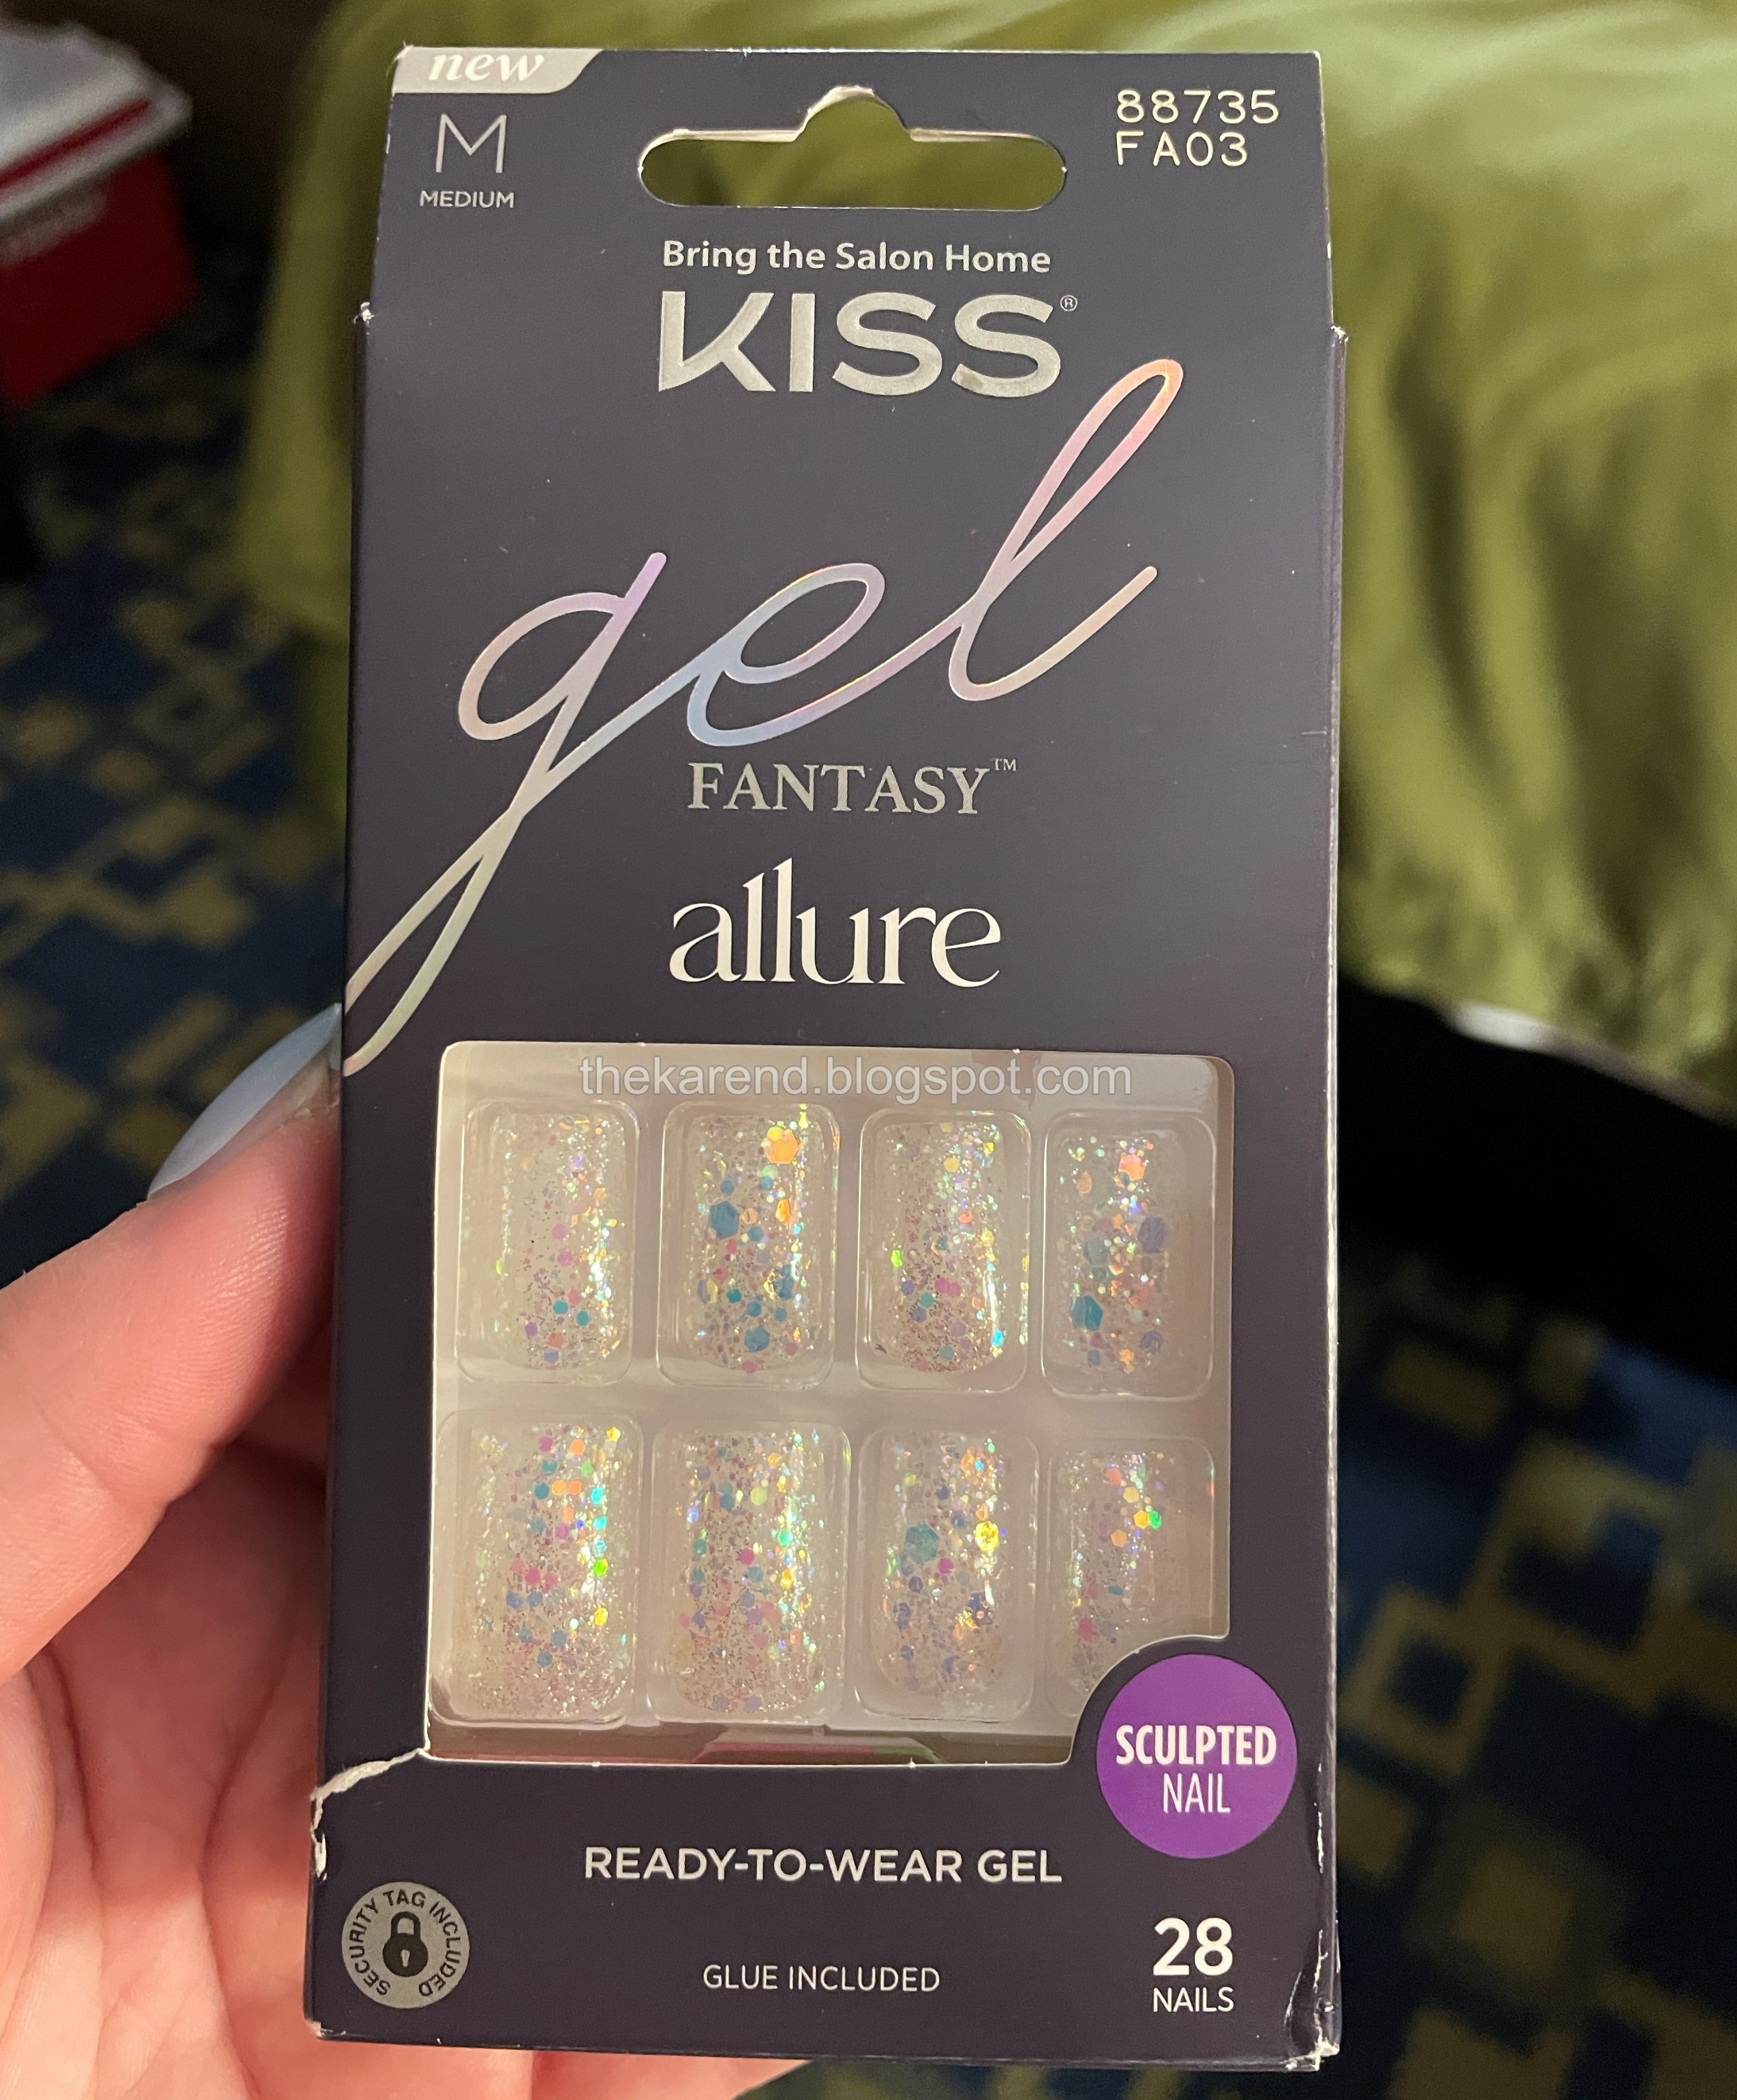 new
M
MEDIUM
88735
FA03
Bring the Salon Home
KISS®
gel
FANTASY™
allure
thekarend.blogspot.com
SCULPTED
NAIL
READY-TO-WEAR GEL
SECURITY TAG INCLUDED
GLUE INCLUDED
28
NAILS